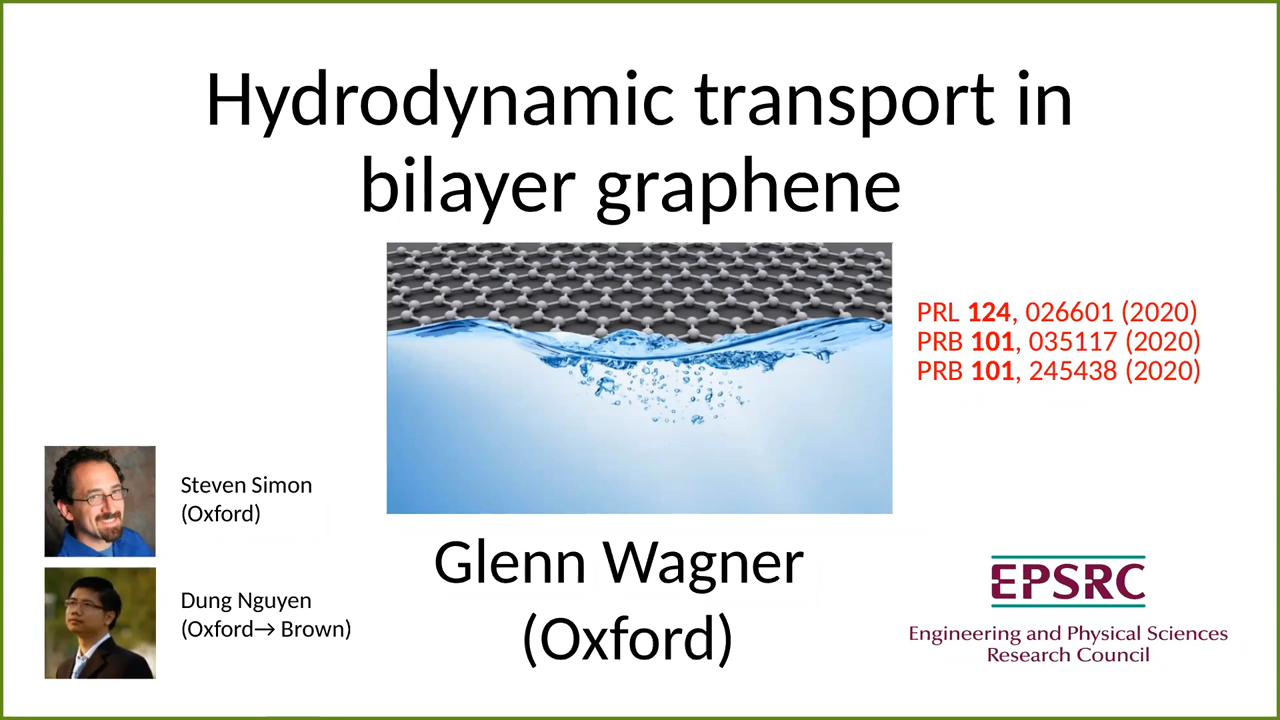 Hydrodynamic transport in
bilayer graphene
PRL 124, 026601 (2020)
PRB 101, 035117 (2020)
PRB 101, 245438 (2020)
Steven Simon
(Oxford)
Dung Nguyen
(Oxford→ Brown)
Glenn Wagner
(Oxford)
EPSRC
Engineering and Physical Sciences
Research Council